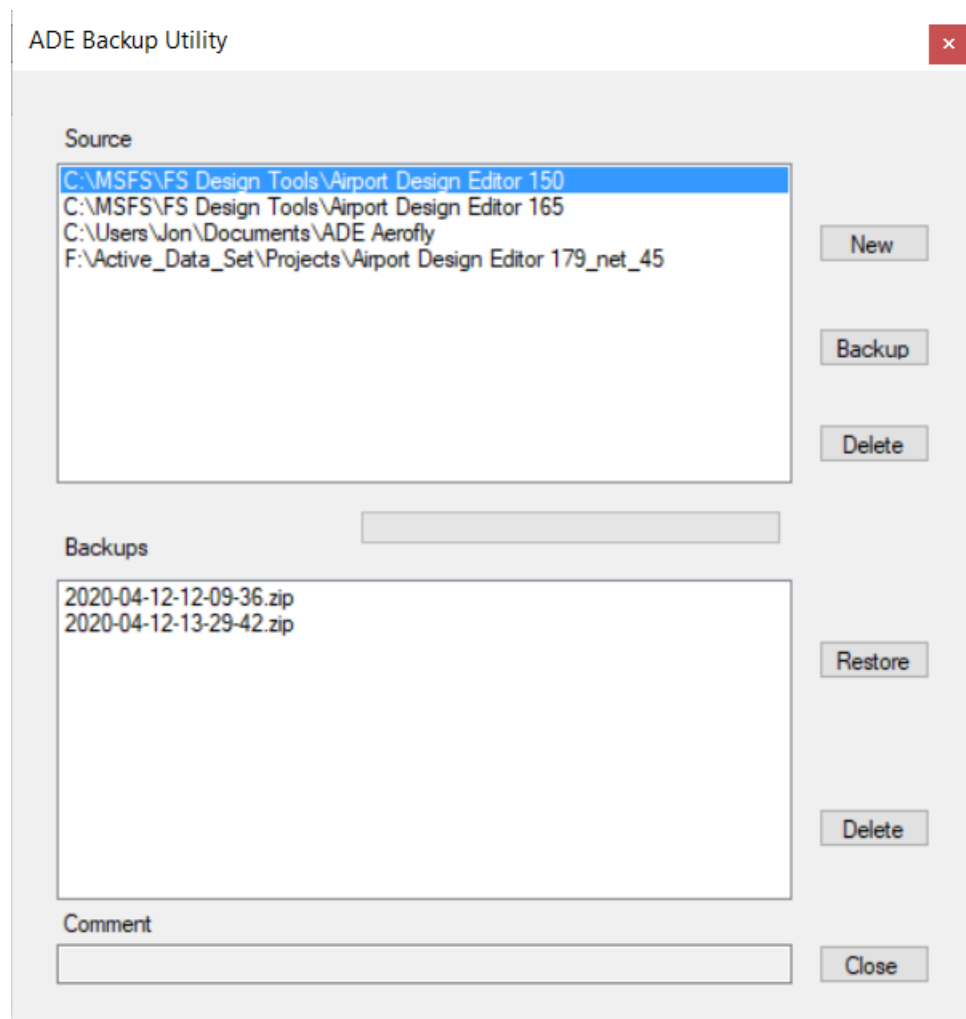 ADE Backup Utility
Source
C:\MSFS\FS Design Tools\Airport Design Editor 150
C:\MSFS\FS Design Tools\Airport Design Editor 165
C:\Users\Jon\Documents\ADE Aerofly
F:\Active_Data_Set\Projects\Airport Design Editor 179_net_45
New
Backup
Delete
Backups
2020-04-12-12-09-36.zip
2020-04-12-13-29-42.zip
Restore
Delete
Comment
Close